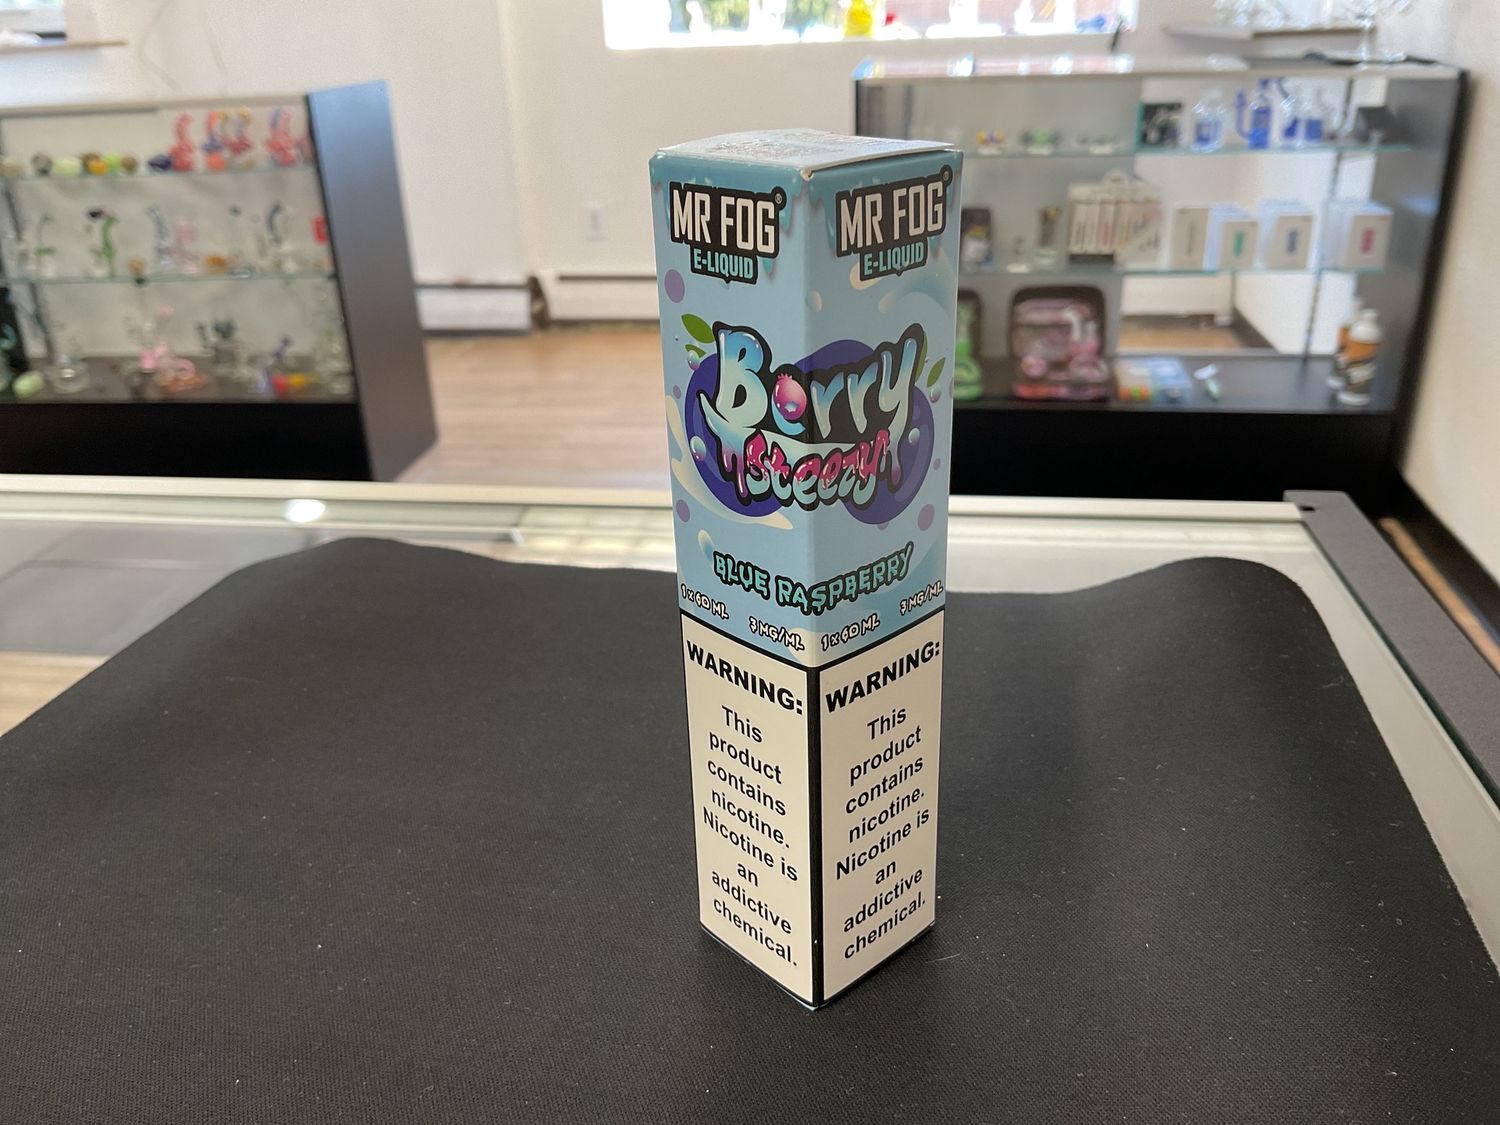 MR FOG®
E-LIQUID
MR FOG®
E-LIQUID
Berry
Steezy
BLUE RASPBERRY
1 x 60 ML
3 MG/ML
1 x 60 ML
3 MG/ML
WARNING:
This
product
contains
nicotine.
Nicotine is
an
addictive
chemical.
WARNING:
This
product
contains
nicotine.
Nicotine is
an
addictive
chemical.